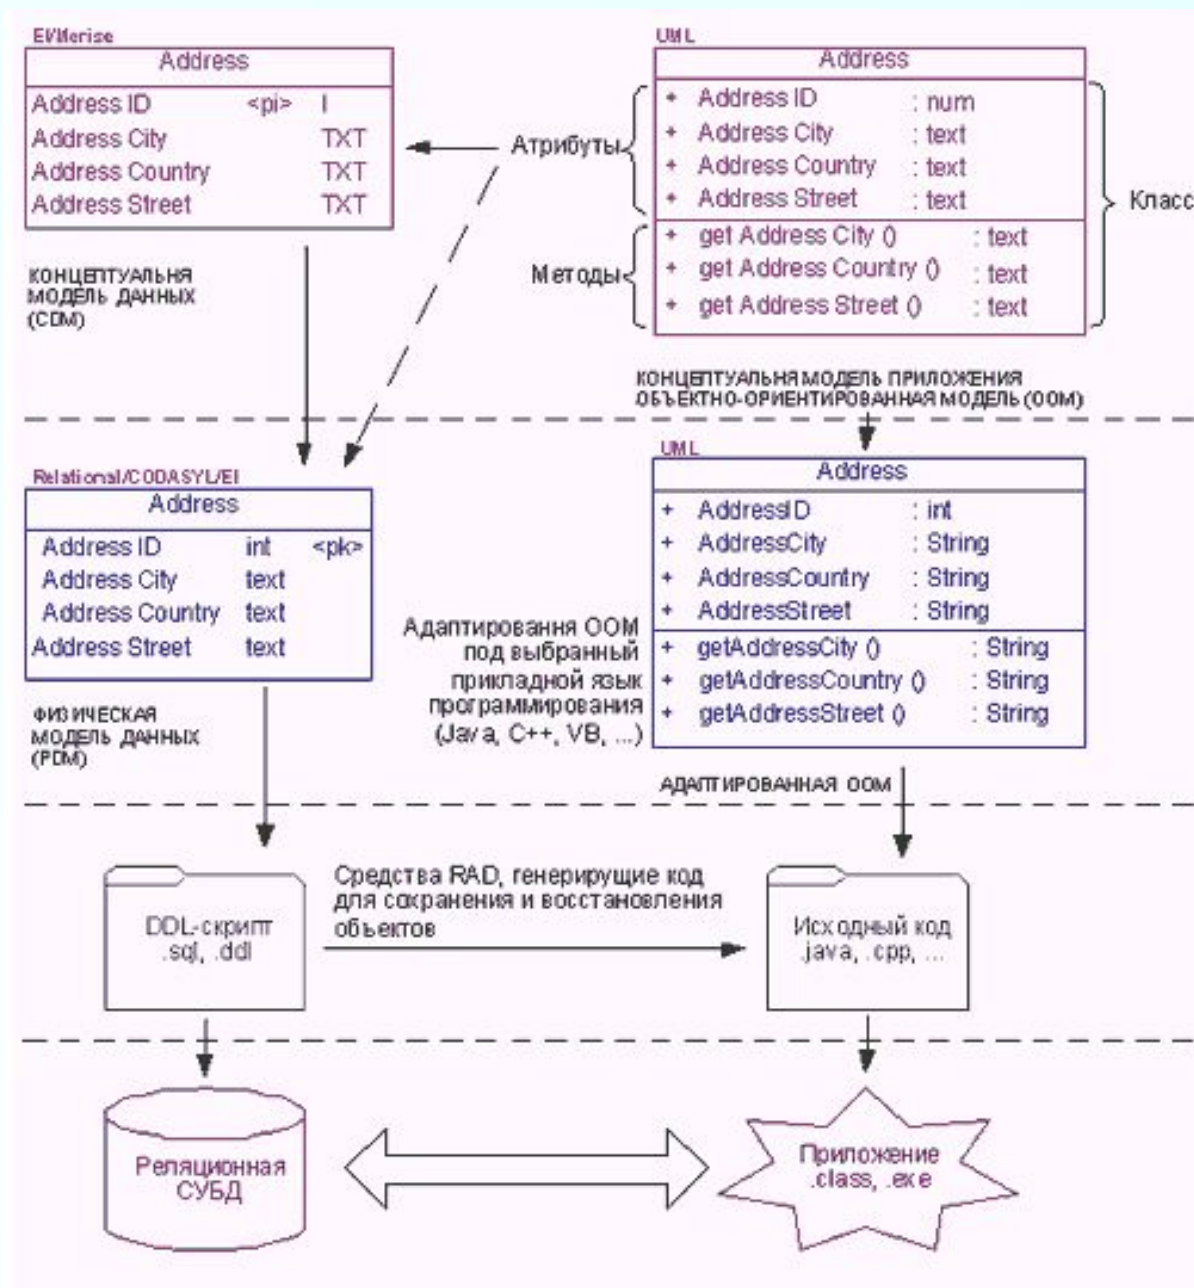 EI/Merise
Address
Address ID <pi> I
Address City TXT
Address Country TXT
Address Street TXT
КОНЦЕПТУАЛЬНЯ
МОДЕЛЬ ДАННЫХ
(CDM)
UML
Address
+ Address ID : num
+ Address City : text
+ Address Country : text
+ Address Street : text
+ get Address City () : text
+ get Address Country () : text
+ get Address Street () : text
Атрибуты
Методы
Класс
КОНЦЕПТУАЛЬНЯ МОДЕЛЬ ПРИЛОЖЕНИЯ
ОБЪЕКТНО-ОРИЕНТИРОВАННАЯ МОДЕЛЬ (OOM)
Relational/CODASYL/EI
Address
Address ID int <pk>
Address City text
Address Country text
Address Street text
ФИЗИЧЕСКАЯ
МОДЕЛЬ ДАННЫХ
(PDM)
UML
Address
+ AddressID : int
+ AddressCity : String
+ AddressCountry : String
+ AddressStreet : String
+ getAddressCity () : String
+ getAddressCountry () : String
+ getAddressStreet () : String
Адаптирования OOM
под выбранный
прикладной язык
программирования
(Java, C++, VB, ...)
АДАПТИРОВАННАЯ OOM
DDL-скрипт
.sql, .ddl
Средства RAD, генерирущие код
для сохранения и восстановления
объектов
Исходный код
.java, .cpp, ...
Реляционная
СУБД
Приложение
.class, .exe